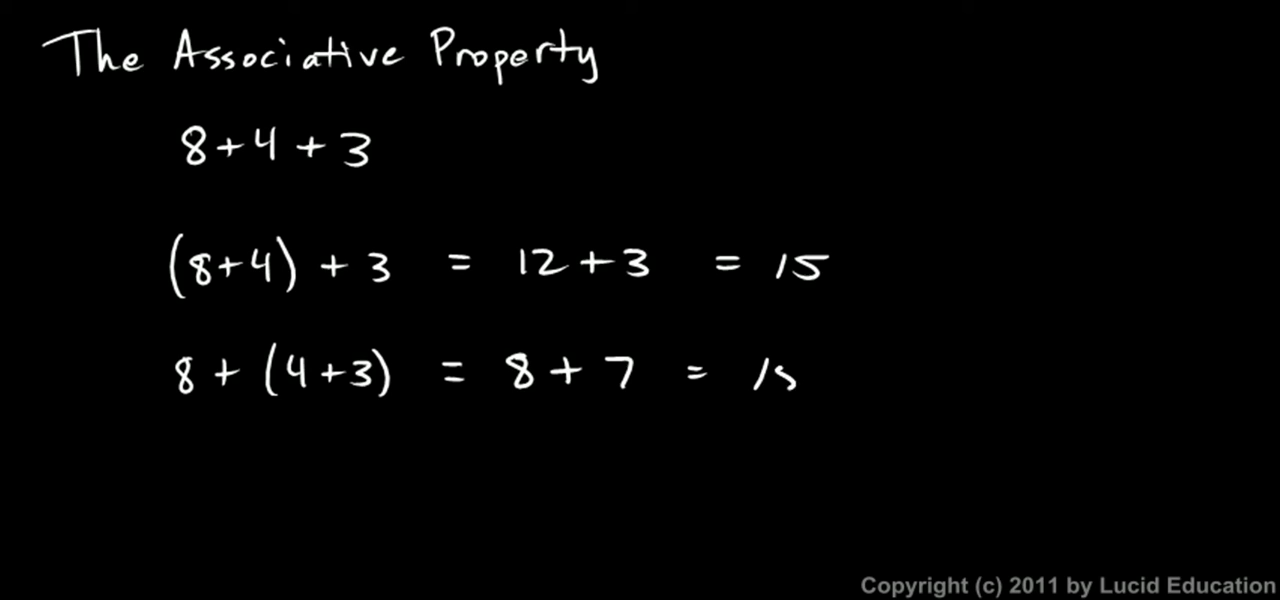 The Associative Property
8+4+3
(8+4) + 3 = 12+3 = 15
8 + (4+3) = 8+7 = 15
Copyright (c) 2011 by Lucid Education